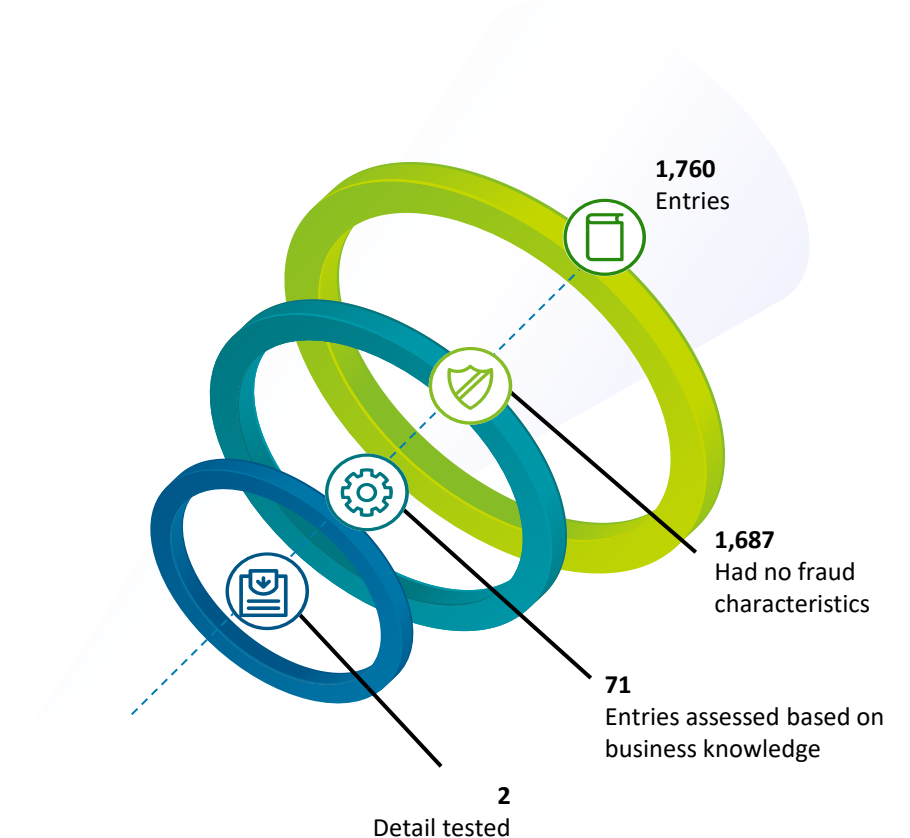 1,760
Entries
1,687
Had no fraud
characteristics
71
Entries assessed based on
business knowledge
2
Detail tested